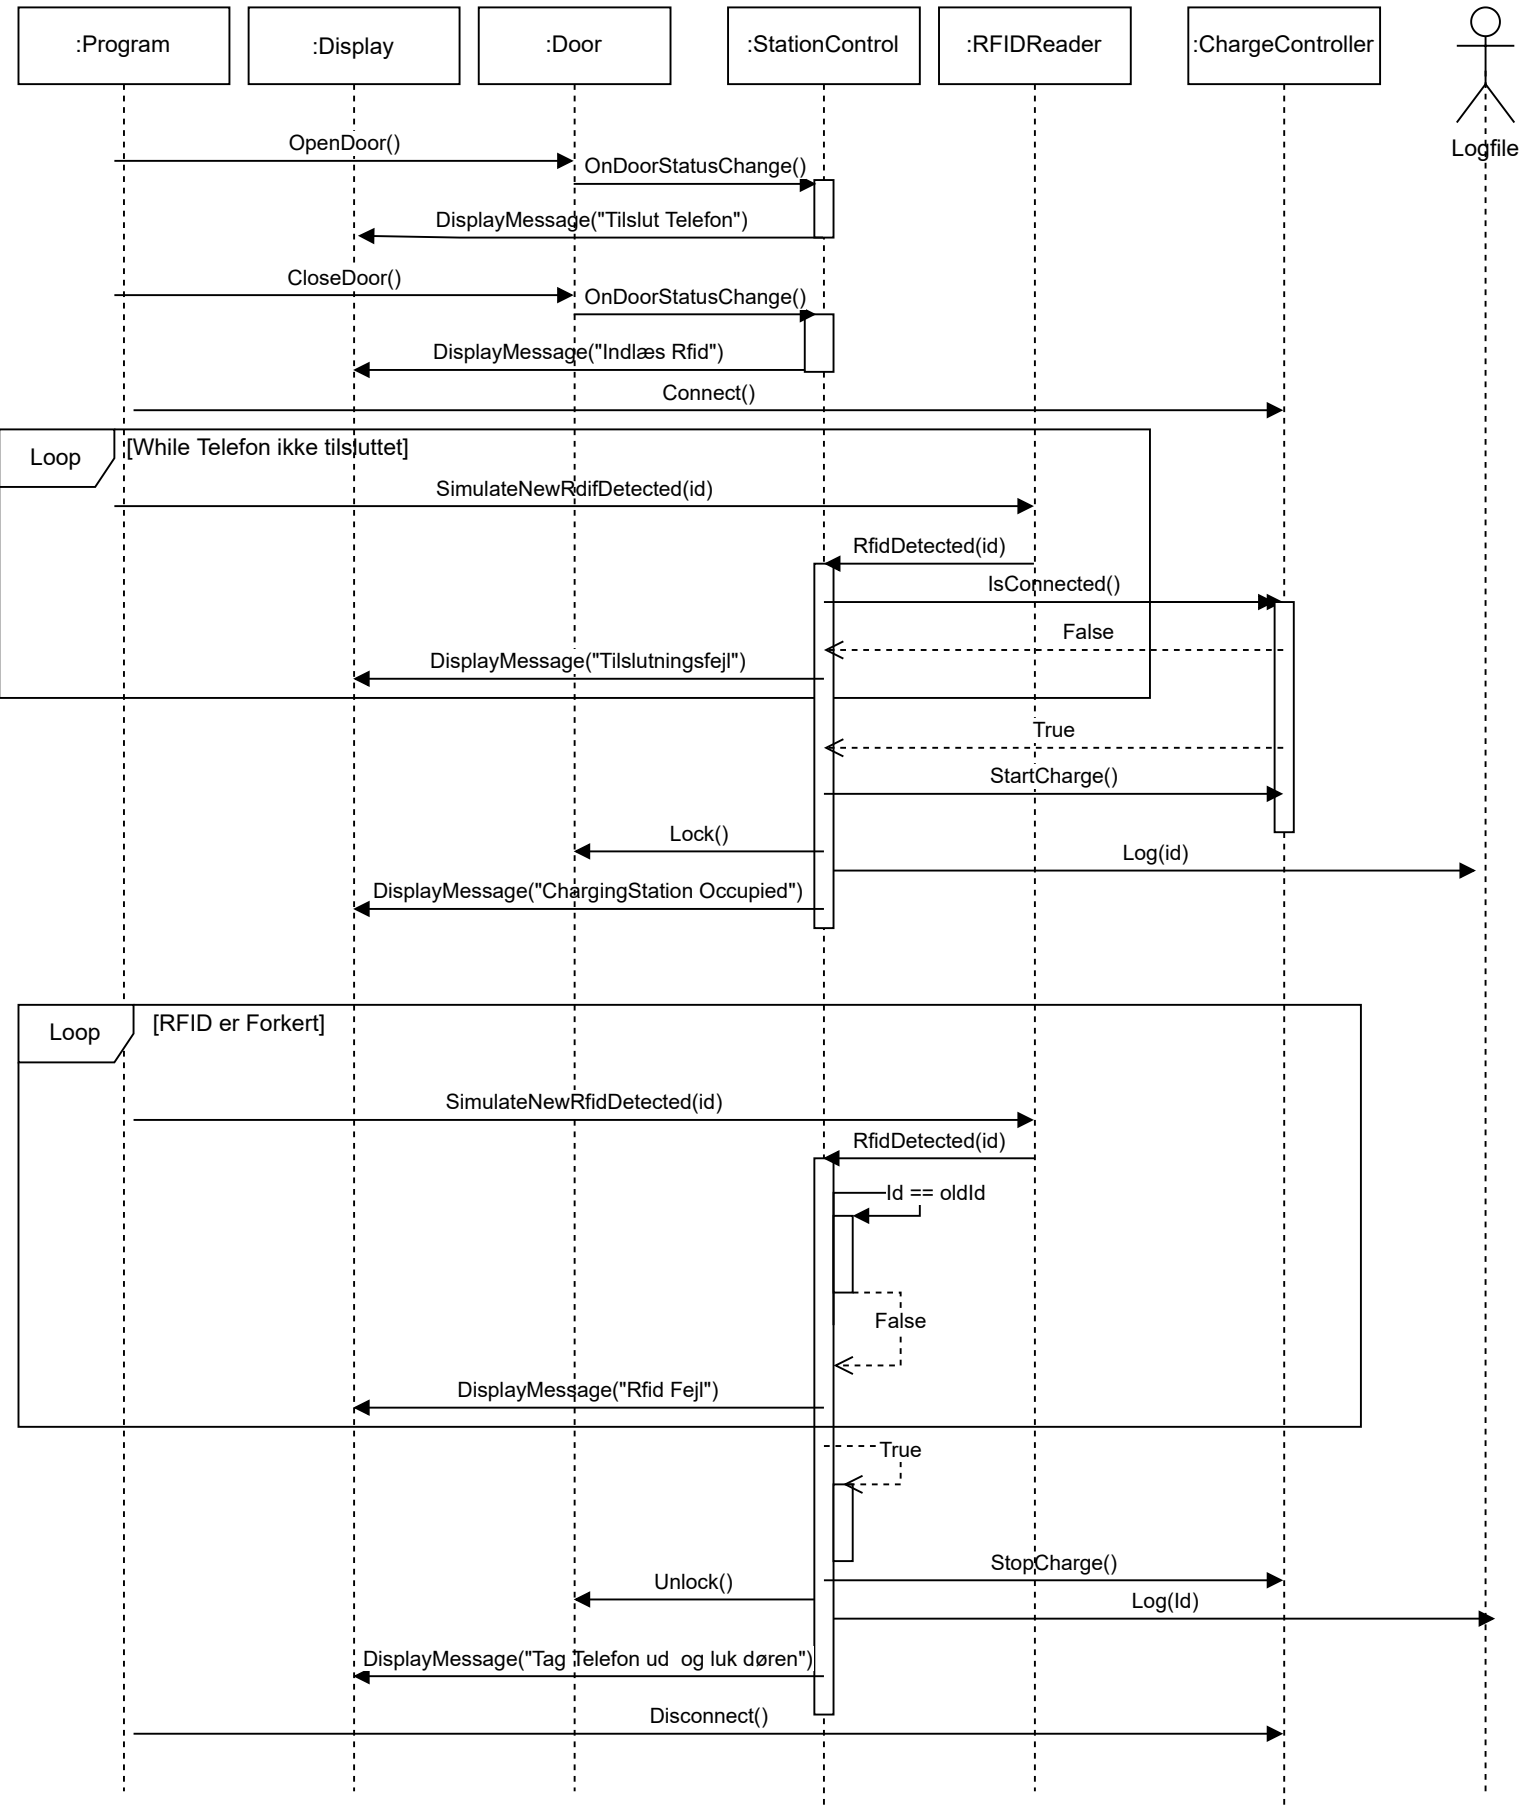 :Program
:Display
:Door
:StationControl
:RFIDReader
:ChargeController
Logfile
OpenDoor()
OnDoorStatusChange()
DisplayMessage("Tilslut Telefon")
CloseDoor()
OnDoorStatusChange()
DisplayMessage("Indlæs Rfid")
Connect()
Loop
[While Telefon ikke tilsluttet]
SimulateNewRdifDetected(id)
RfidDetected(id)
IsConnected()
False
DisplayMessage("Tilslutningsfejl")
True
StartCharge()
Lock()
Log(id)
DisplayMessage("ChargingStation Occupied")
Loop
[RFID er Forkert]
SimulateNewRfidDetected(id)
RfidDetected(id)
Id == oldId
False
DisplayMessage("Rfid Fejl")
True
StopCharge()
Unlock()
Log(Id)
DisplayMessage("Tag Telefon ud  og luk døren")
Disconnect()